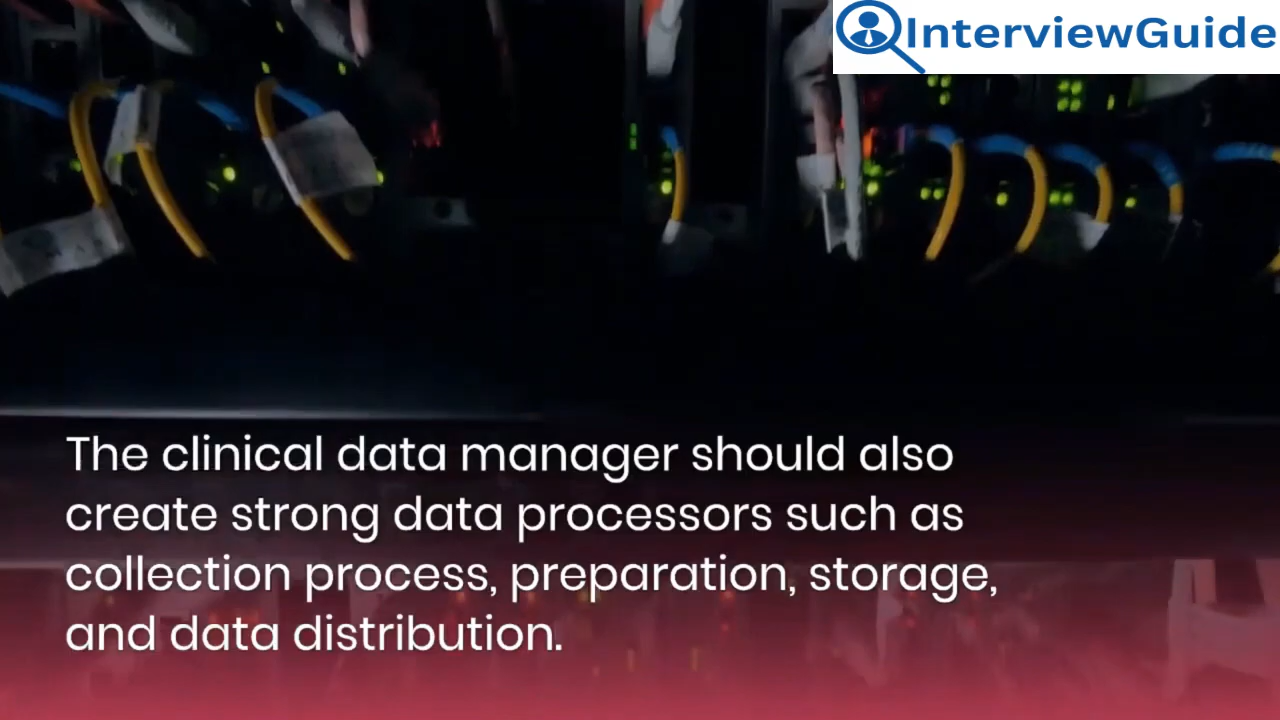 InterviewGuide
The clinical data manager should also
create strong data processors such as
collection process, preparation, storage,
and data distribution.